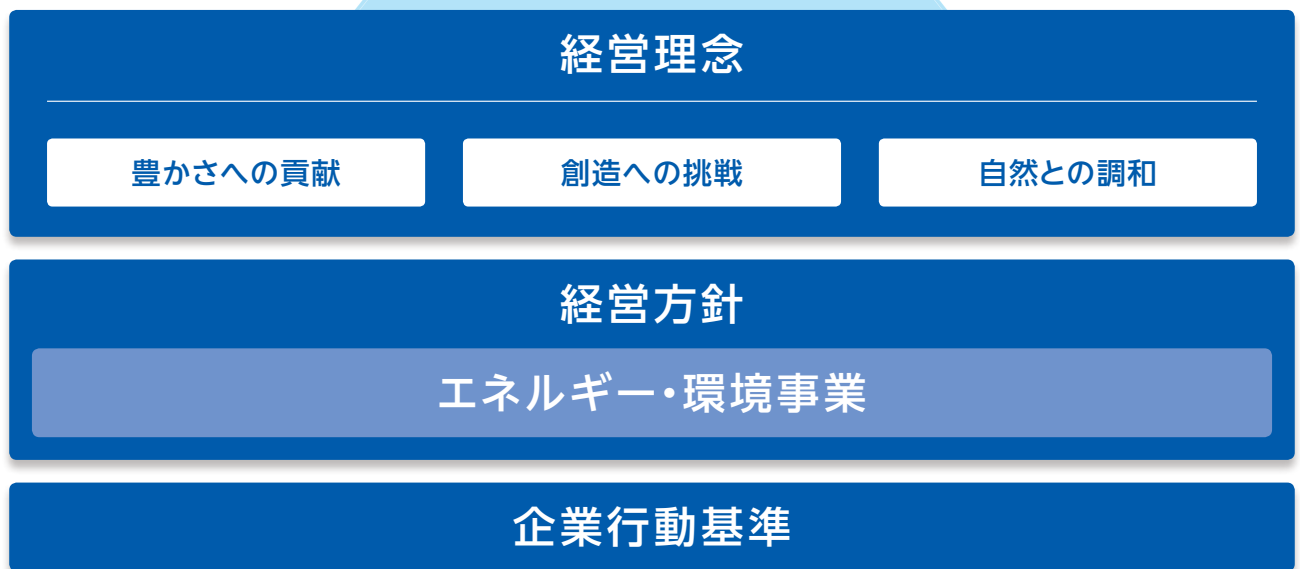 経営理念
豊かさへの貢献
創造への挑戦
自然との調和
経営方針
エネルギー・環境事業
企業行動基準